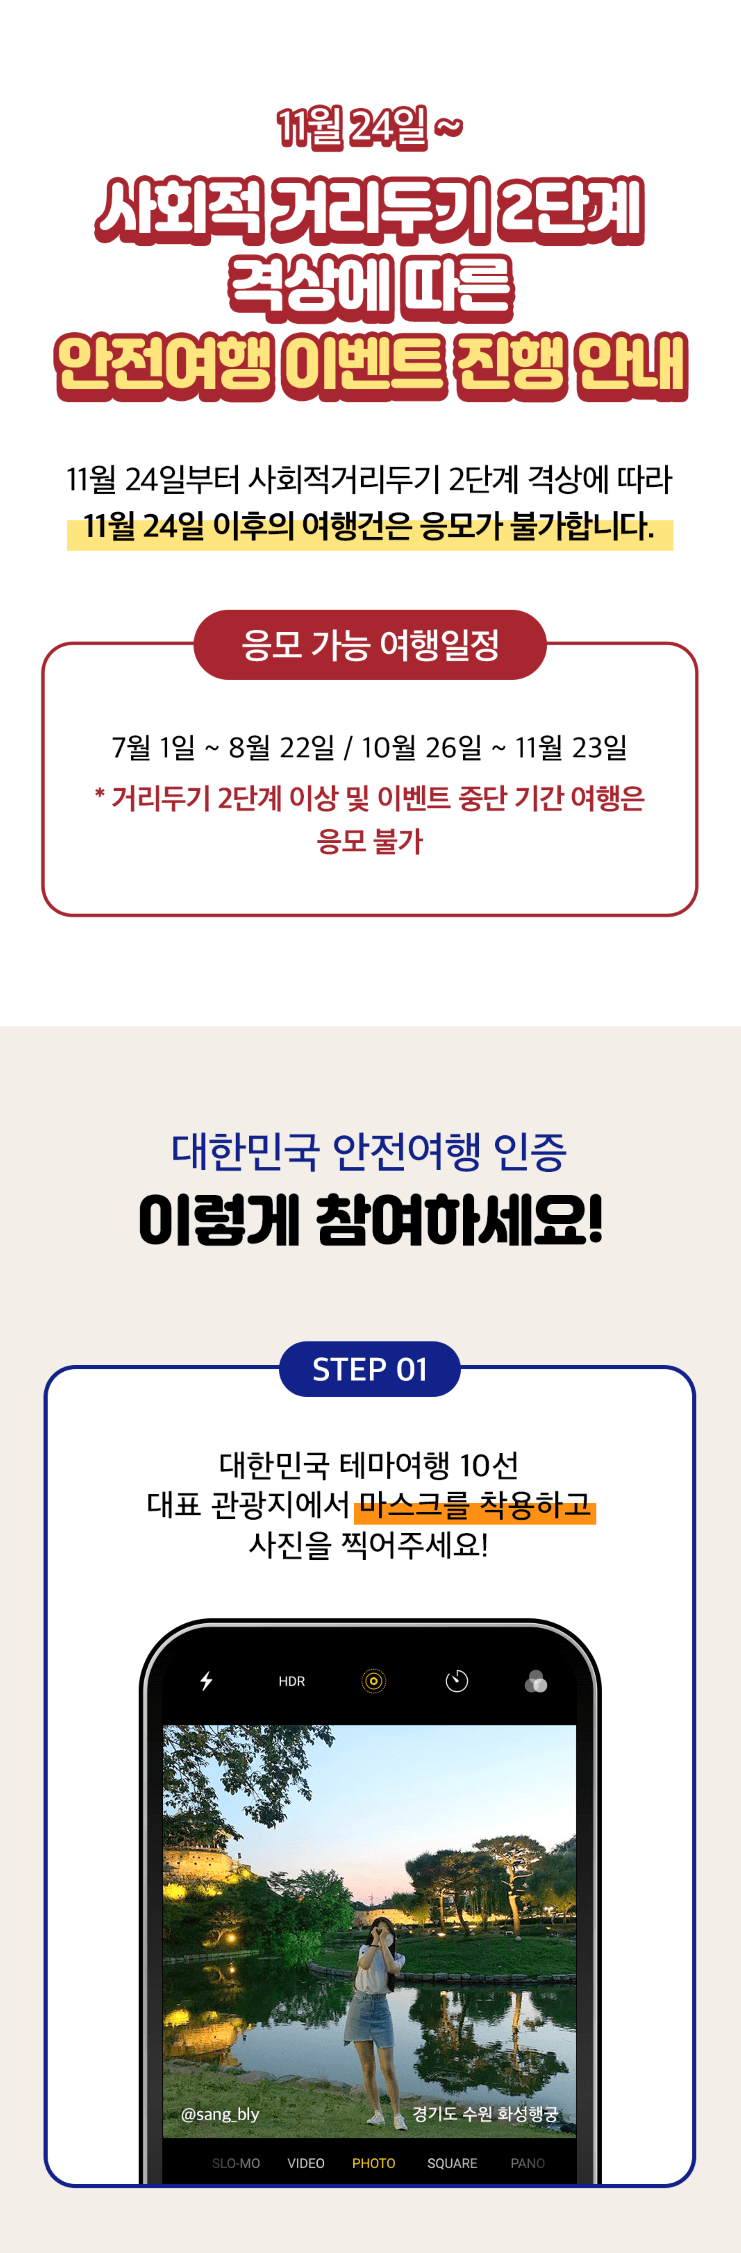 11월 24일 ~
사회적 거리두기 2단계
격상에 따른
안전여행 이벤트 진행 안내
11월 24일부터 사회적거리두기 2단계 격상에 따라
11월 24일 이후의 여행건은 응모가 불가합니다.
응모 가능 여행일정
7월 1일 ~ 8월 22일 / 10월 26일 ~ 11월 23일
* 거리두기 2단계 이상 및 이벤트 중단 기간 여행은
응모 불가
대한민국 안전여행 인증
이렇게 참여하세요!
STEP 01
대한민국 테마여행 10선
대표 관광지에서 마스크를 착용하고
사진을 찍어주세요!
HDR
@sang_bly 경기도 수원 화성행궁
SLO-MO VIDEO PHOTO SQUARE PANO